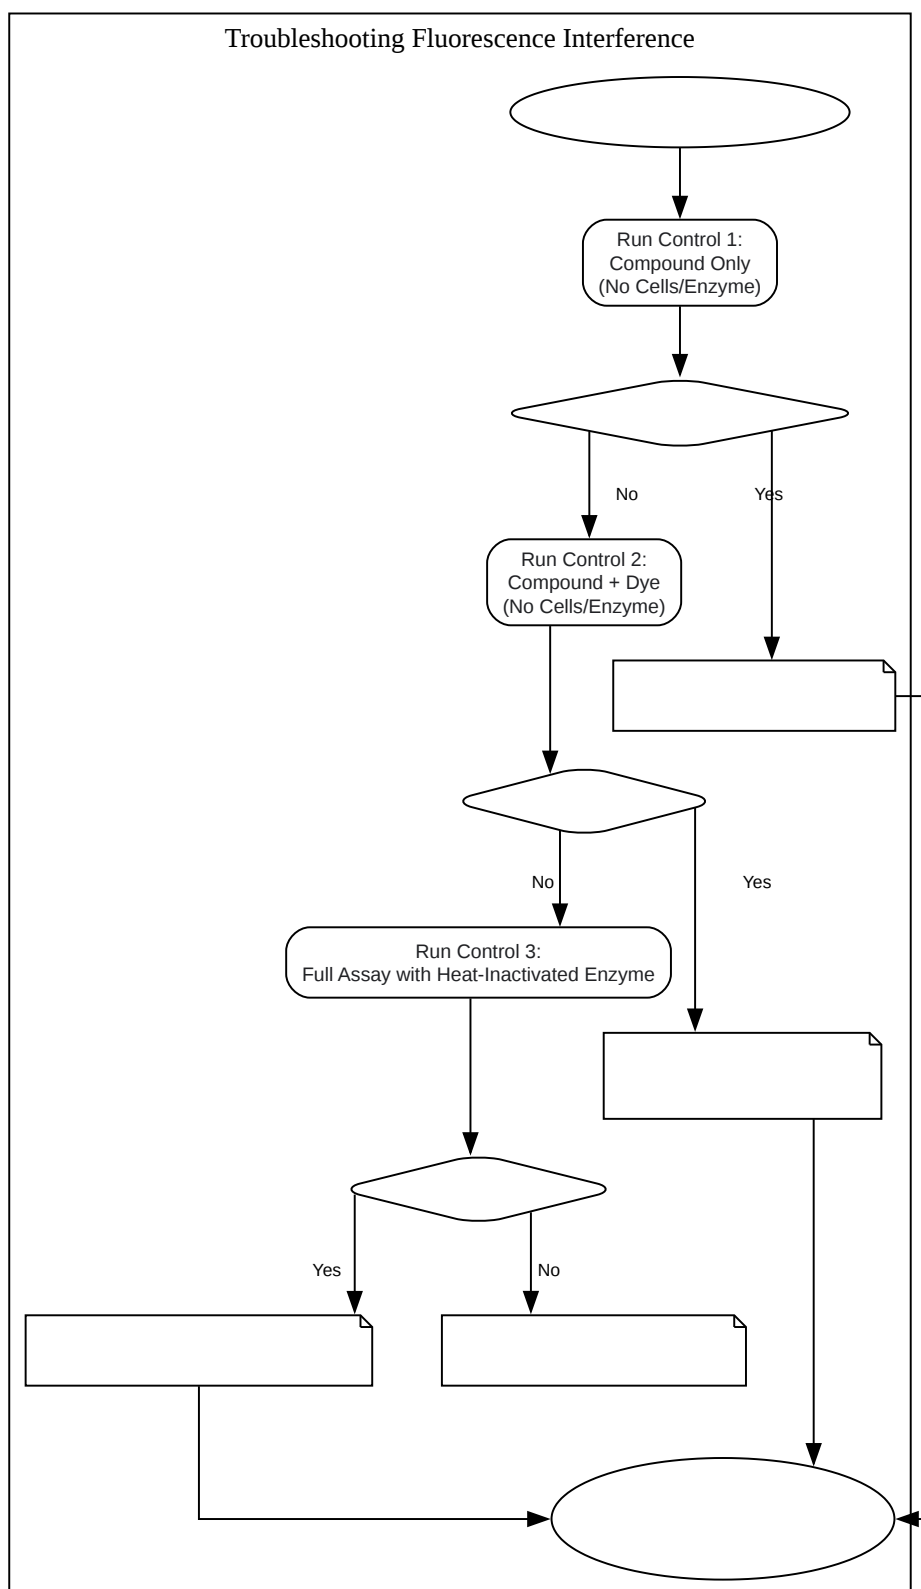 Troubleshooting Fluorescence Interference
Run Control 1:
Compound Only
(No Cells/Enzyme)
No
Yes
Run Control 2:
Compound + Dye
(No Cells/Enzyme)
No
Yes
Run Control 3:
Full Assay with Heat-Inactivated Enzyme
Yes
No